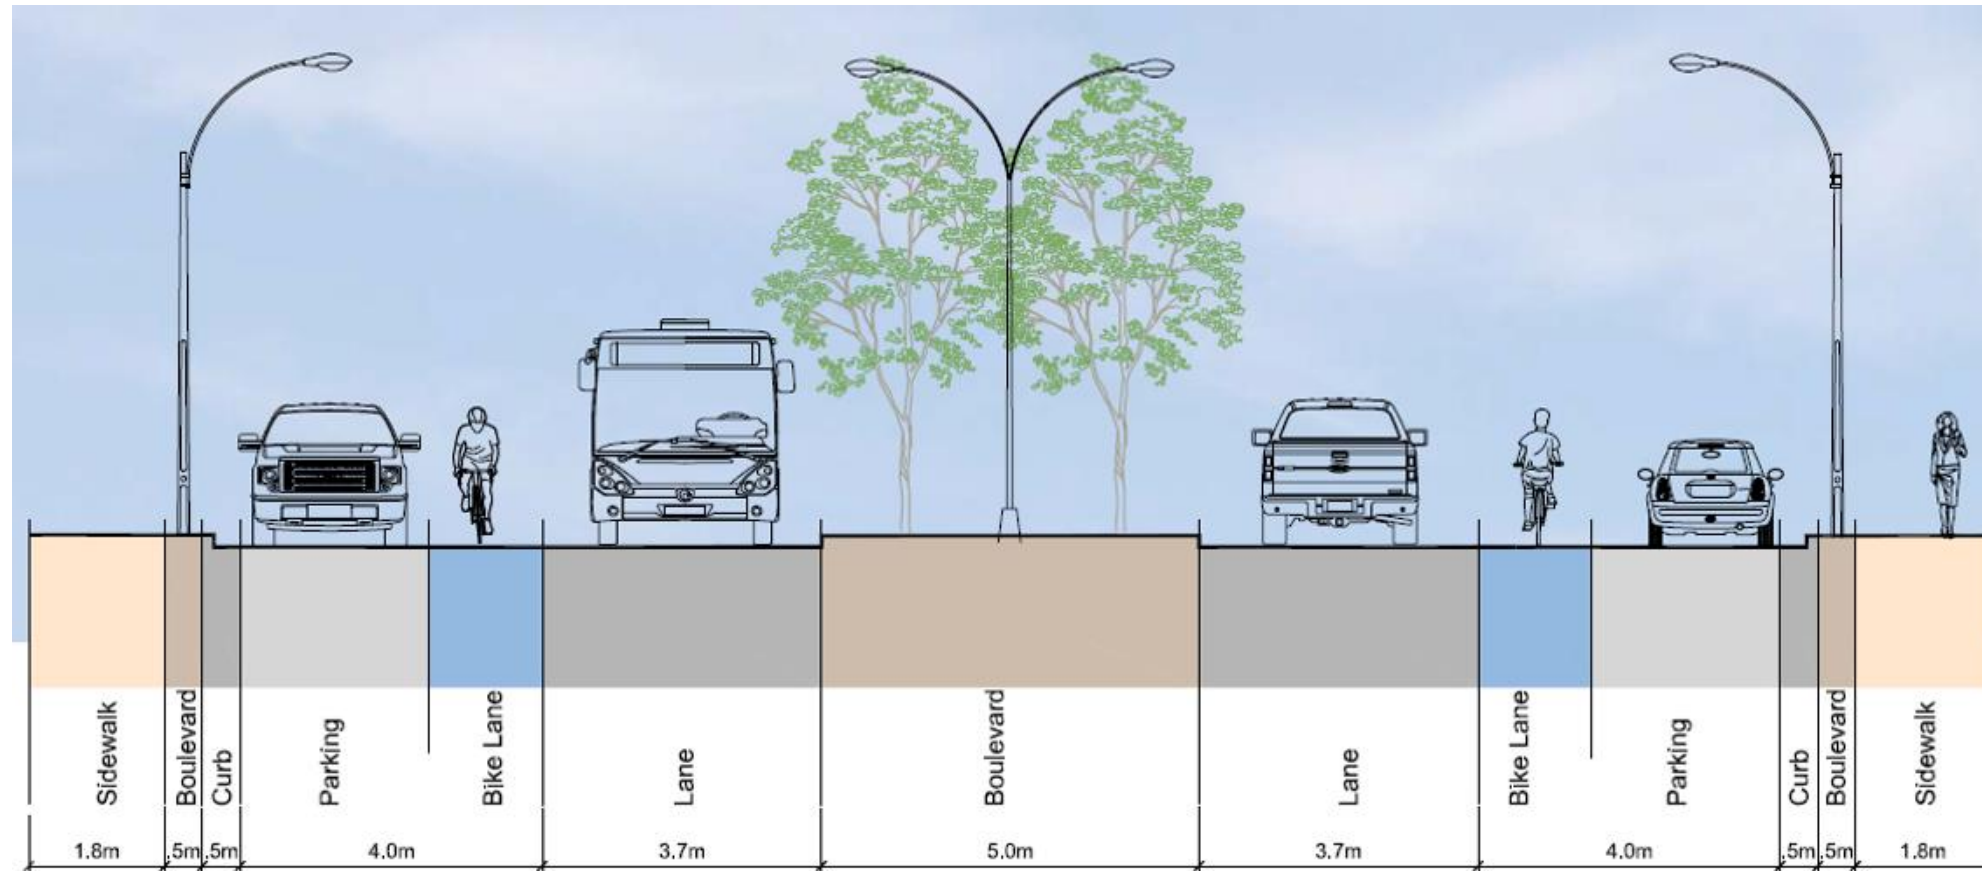 Sidewalk
Boulevard
Curb
Parking
Bike Lane
Lane
Boulevard
Lane
Bike Lane
Parking
Curb
Boulevard
Sidewalk
1.8m
.5m
.5m
4.0m
3.7m
5.0m
3.7m
4.0m
.5m
.5m
1.8m